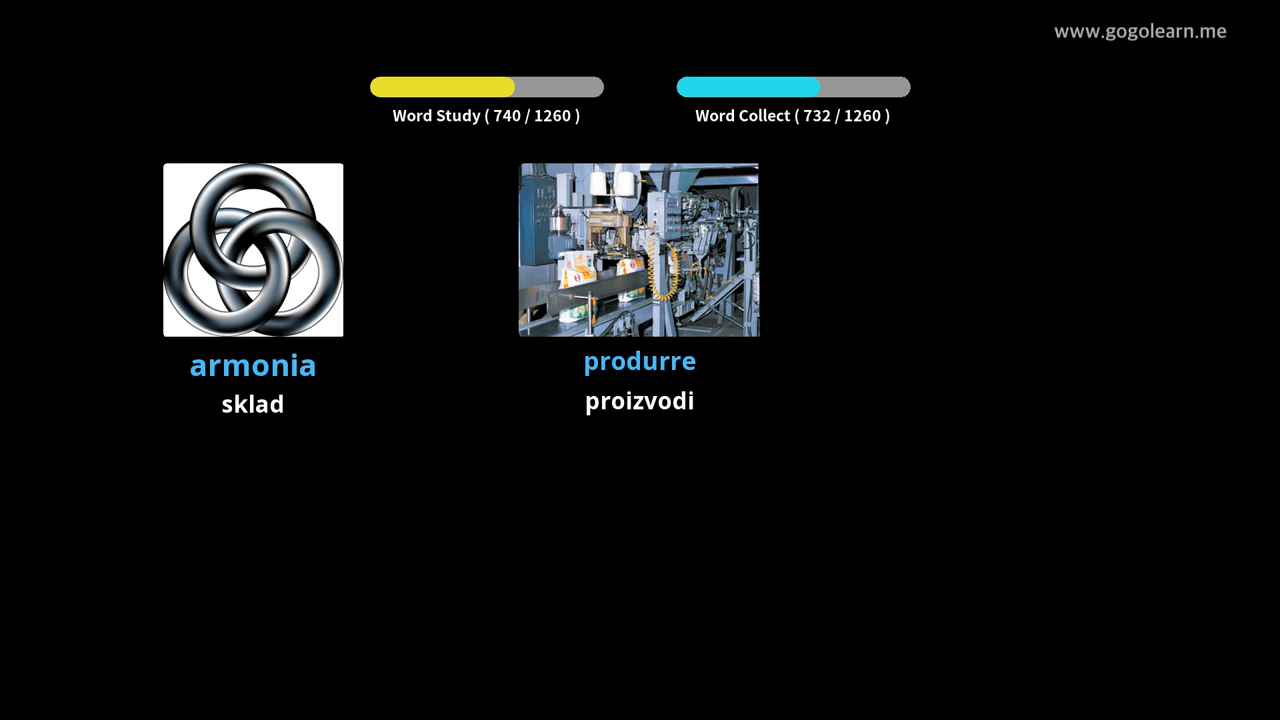 www.gogolearn.me
Word Study ( 740 / 1260 )
Word Collect ( 732 / 1260 )
armonia
sklad
produrre
proizvodi